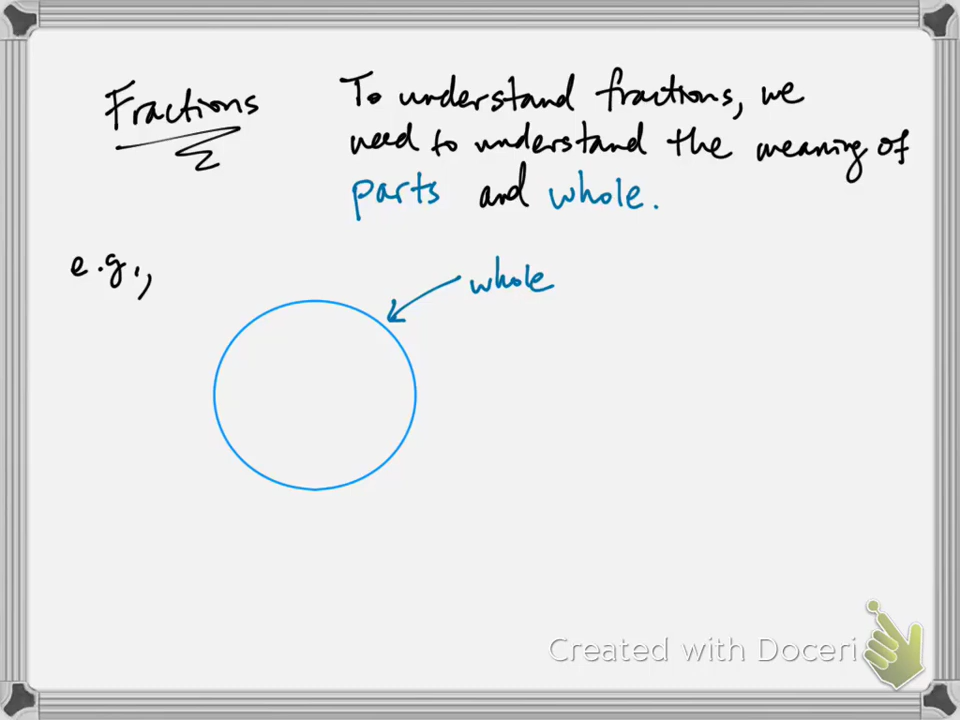 Fractions
To understand fractions, we
need to understand the meaning of
parts and whole.
e.g.,
whole
Created with Doceri